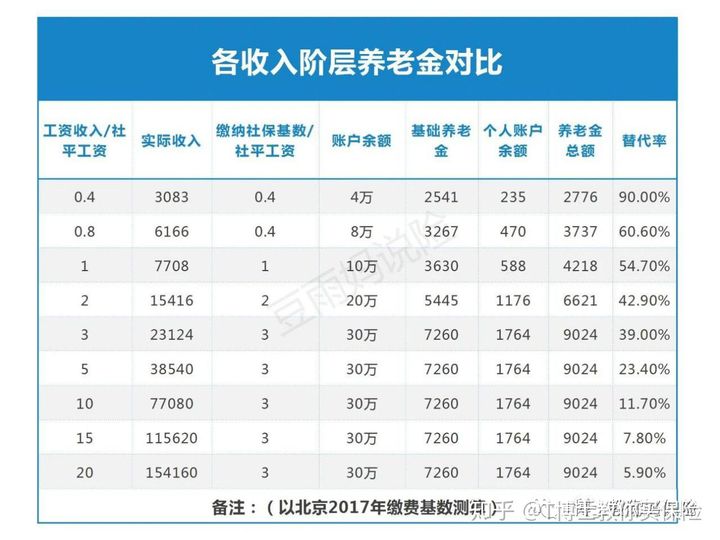 各收入阶层养老金对比
工资收入/社平工资 实际收入 缴纳社保基数/社平工资 账户余额 基础养老金 个人账户余额 养老金总额 替代率
0.4 3083 0.4 4万 2541 235 2776 90.00%
0.8 6166 0.4 8万 3267 470 3737 60.60%
1 7708 1 10万 3630 588 4218 54.70%
2 15416 2 20万 5445 1176 6621 42.90%
3 23124 3 30万 7260 1764 9024 39.00%
5 38540 3 30万 7260 1764 9024 23.40%
10 77080 3 30万 7260 1764 9024 11.70%
15 115620 3 30万 7260 1764 9024 7.80%
20 154160 3 30万 7260 1764 9024 5.90%
备注：（以北京2017年缴费基数测算）
豆雨妈说险
知乎